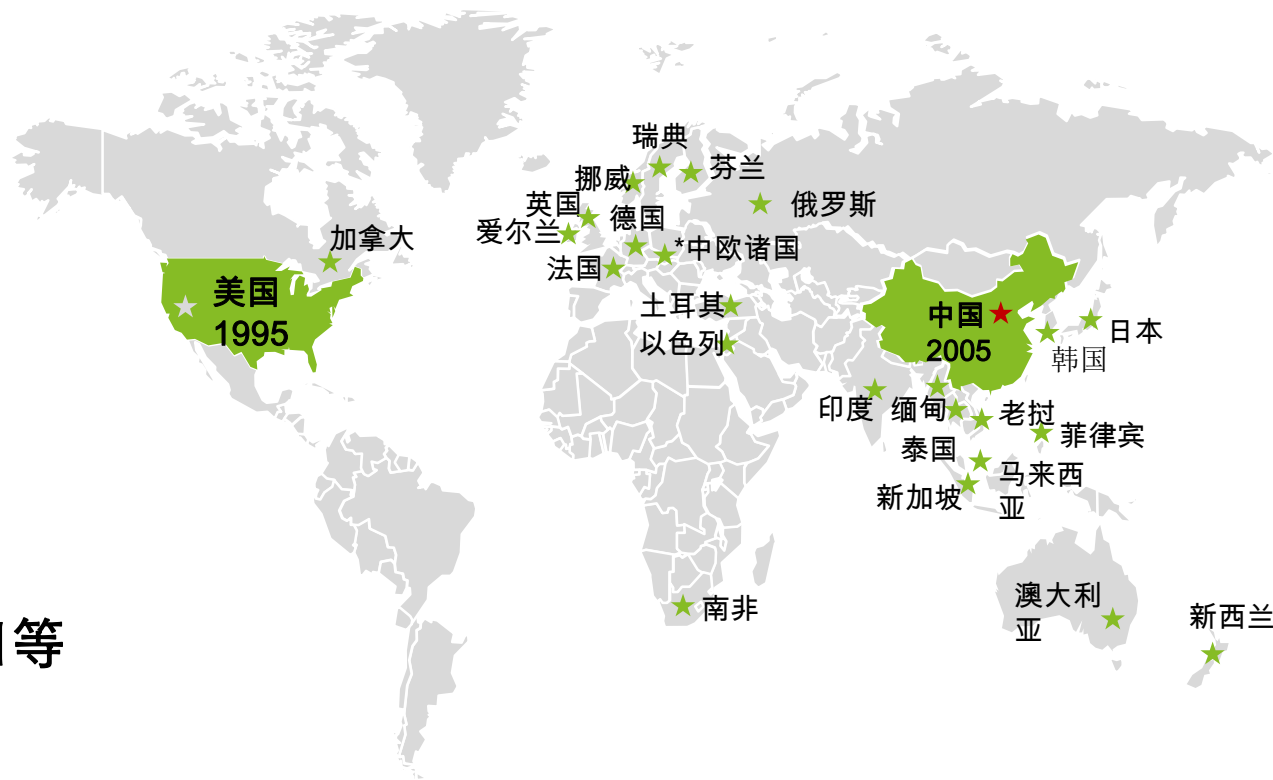 瑞典
芬兰
挪威
俄罗斯
英国
德国
爱尔兰
*中欧诸国
加拿大
法国
美国
1995
土耳其
中国
2005
日本
以色列
韩国
印度
缅甸
老挝
菲律宾
泰国
马来西
亚
新加坡
澳大利
亚
南非
新西兰
等